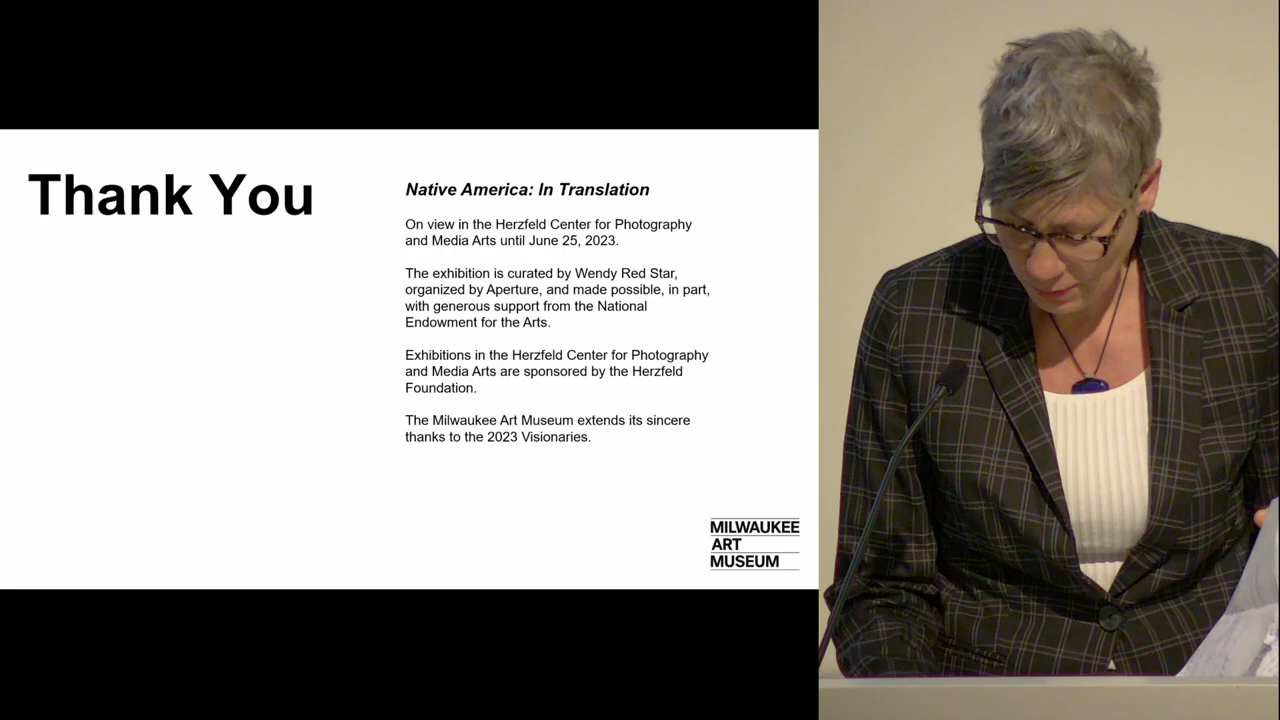 Thank You
Native America: In Translation
On view in the Herzfeld Center for Photography
and Media Arts until June 25, 2023.
The exhibition is curated by Wendy Red Star,
organized by Aperture, and made possible, in part,
with generous support from the National
Endowment for the Arts.
Exhibitions in the Herzfeld Center for Photography
and Media Arts are sponsored by the Herzfeld
Foundation.
The Milwaukee Art Museum extends its sincere
thanks to the 2023 Visionaries.
MILWAUKEE
ART
MUSEUM